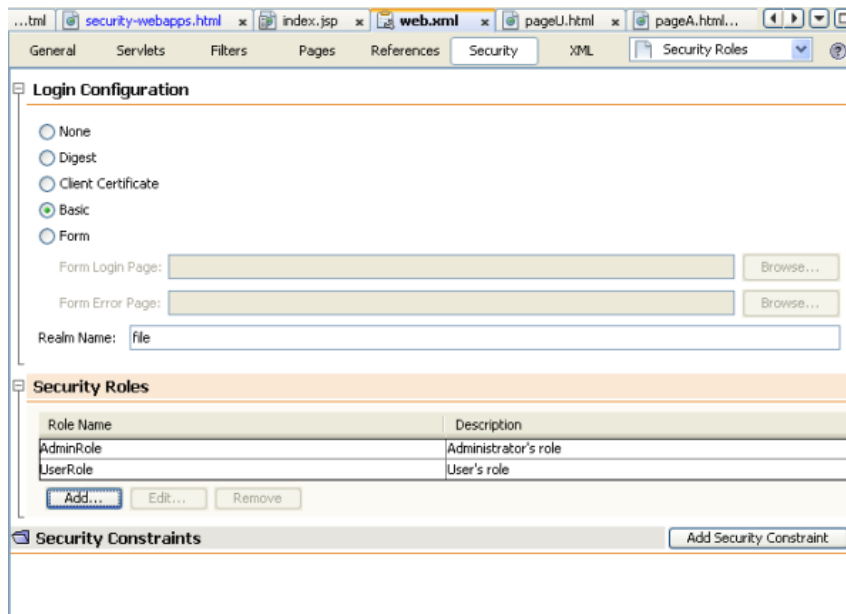 ...tml security-webapps.html x index.jsp x web.xml x pageU.html x pageA.html...
General Servlets Filters Pages References Security XML Security Roles ?
Login Configuration
None
Digest
Client Certificate
Basic
Form
Form Login Page: Browse...
Form Error Page: Browse...
Realm Name: file
Security Roles
Role Name Description
AdminRole Administrator's role
UserRole User's role
Add... Edit... Remove
Security Constraints Add Security Constraint